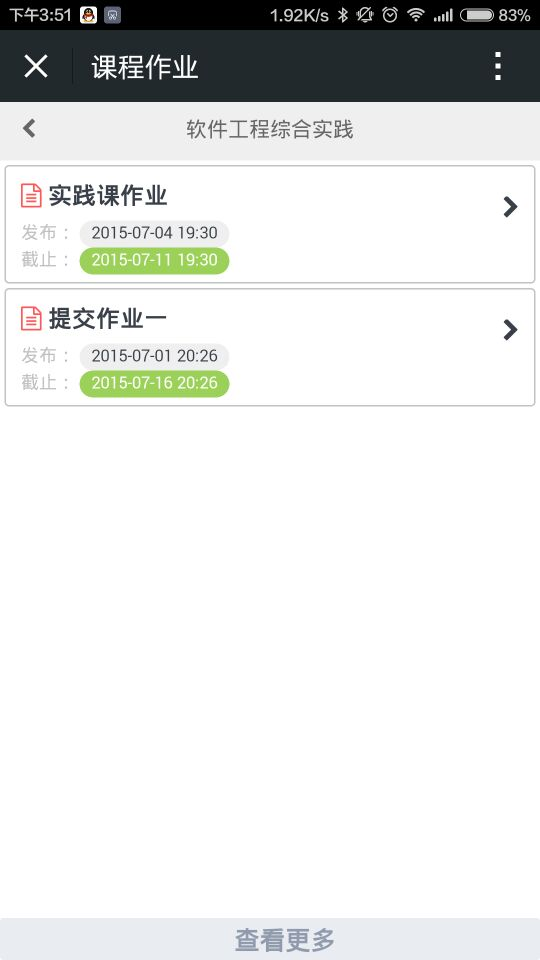 下午3:51 1.92K/s 83%
课程作业
软件工程综合实践
实践课作业
发布： 2015-07-04 19:30
截止： 2015-07-11 19:30
提交作业一
发布： 2015-07-01 20:26
截止： 2015-07-16 20:26
查看更多